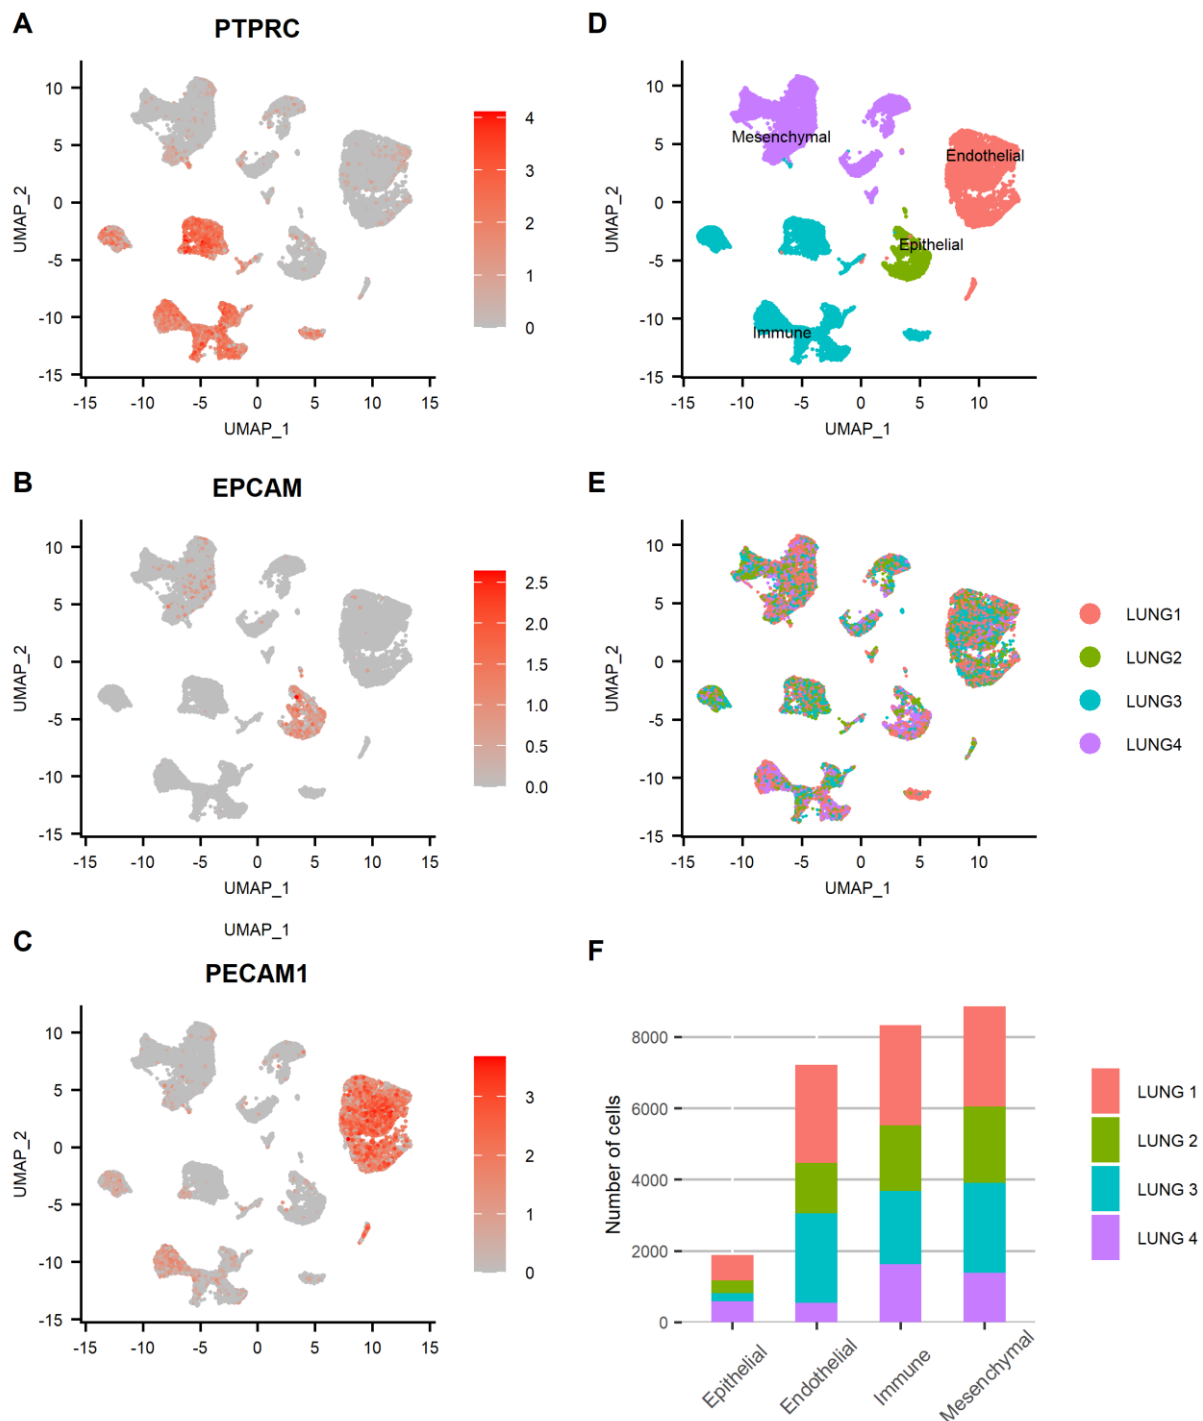 A
PTPRC
10
5
0
-5
-10
-15
UMAP_2
-15 -10 -5 0 5 10 15
UMAP_1
4
3
2
1
0
D
10
5
0
-5
-10
-15
UMAP_2
Mesenchymal
Endothelial
Epithelial
Immune
-15 -10 -5 0 5 10
UMAP_1
B
EPCAM
10
5
0
-5
-10
-15
UMAP_2
-15 -10 -5 0 5 10 15
UMAP_1
2.5
2.0
1.5
1.0
0.5
0.0
E
10
5
0
-5
-10
-15
UMAP_2
-15 -10 -5 0 5 10
UMAP_1
LUNG1
LUNG2
LUNG3
LUNG4
UMAP_1
C
PECAM1
10
5
0
-5
-10
-15
UMAP_2
-15 -10 -5 0 5 10 15
UMAP_1
3
2
1
0
F
8000
6000
4000
2000
0
Number of cells
Epithelial
Endothelial
Immune
Mesenchymal
LUNG 1
LUNG 2
LUNG 3
LUNG 4